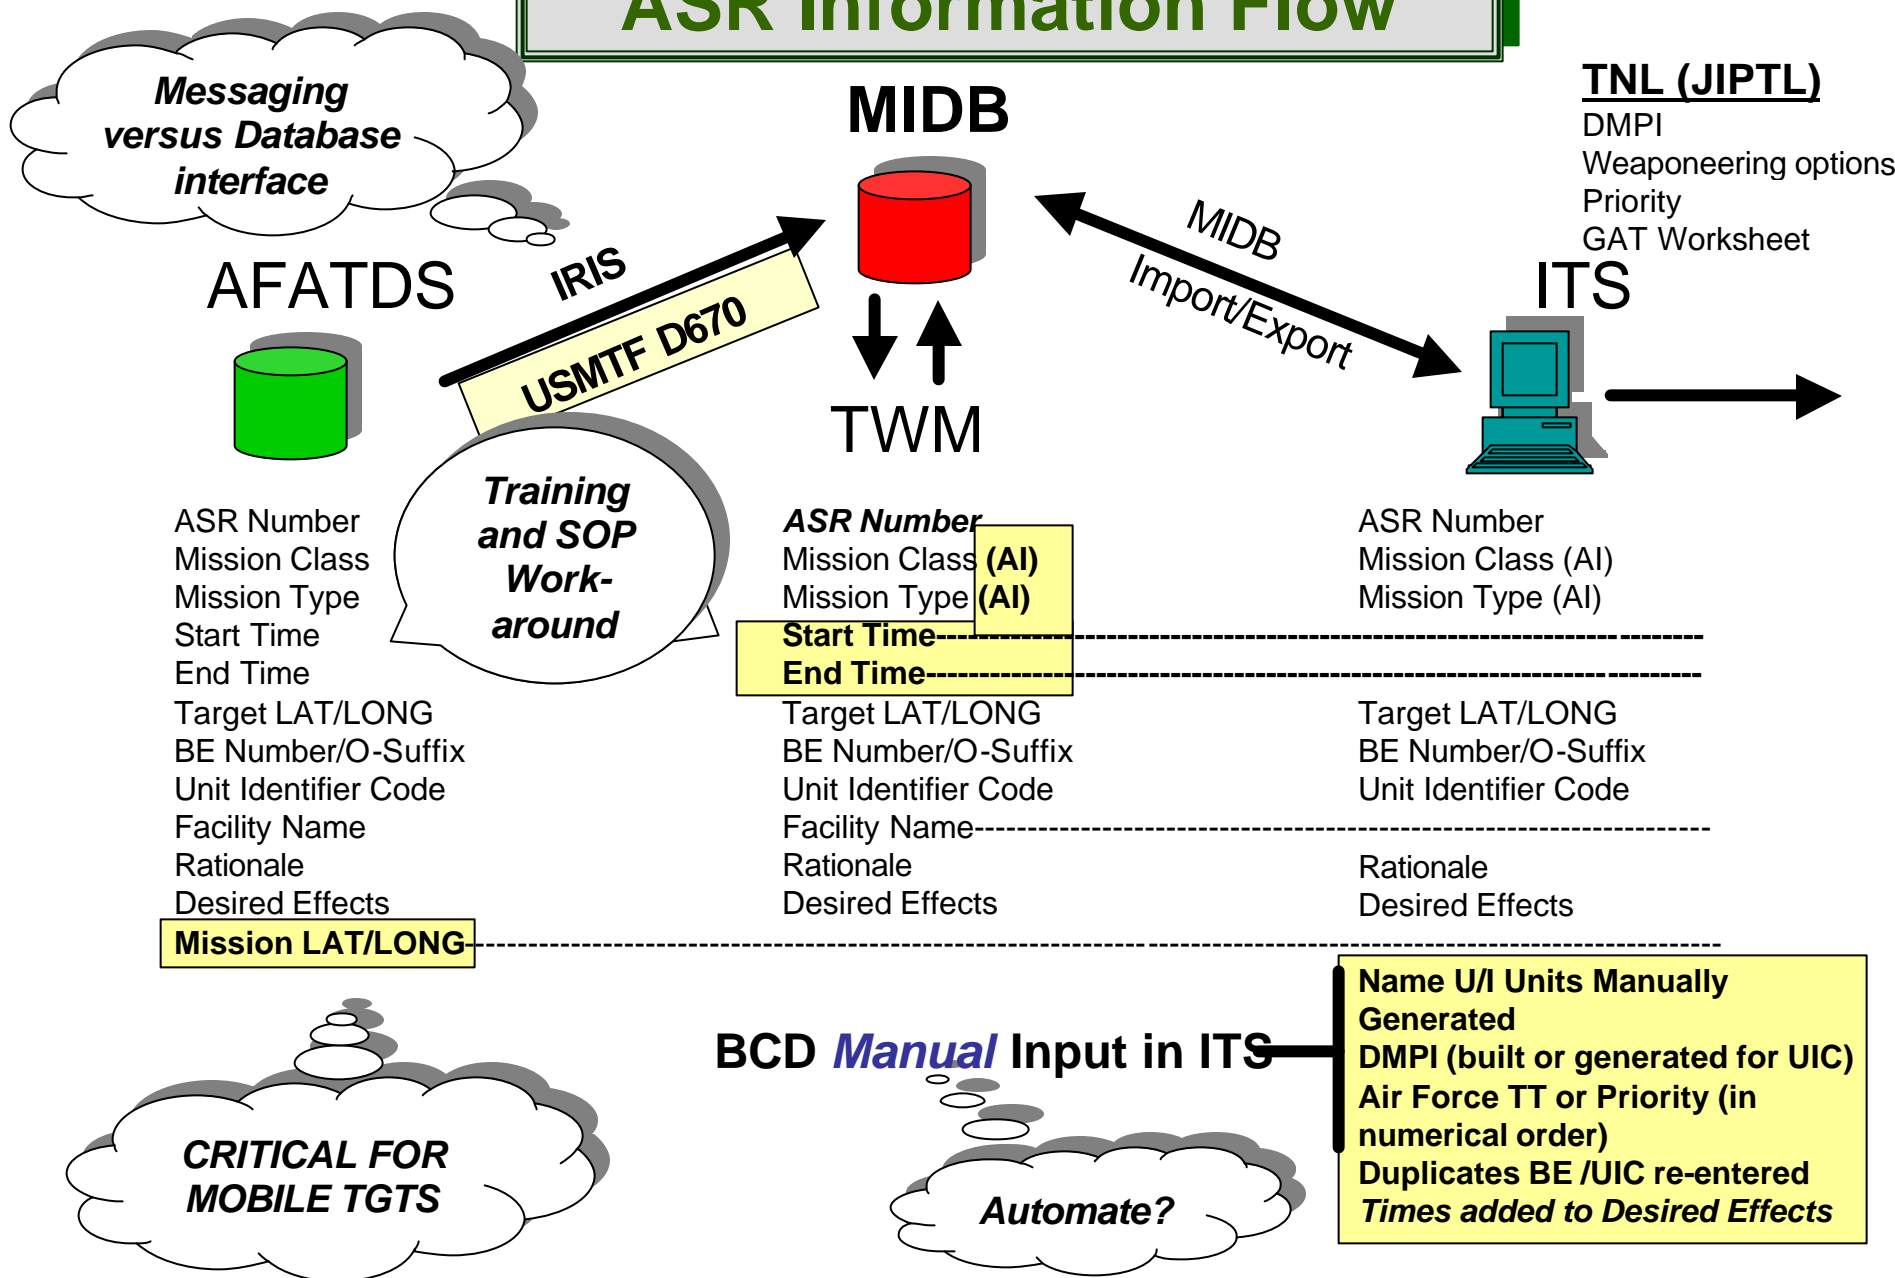 ASR Information Flow
Messaging
versus Database
interface
MIDB
TNL (JIPTL)
DMPI
Weaponeering options
Priority
GAT Worksheet
AFATDS
IRIS
USMTF D670
MIDB
Import/Export
ITS
TWM
Training
and SOP
Work-
around
ASR Number
Mission Class
Mission Type
Start Time
End Time
Target LAT/LONG
BE Number/O-Suffix
Unit Identifier Code
Facility Name
Rationale
Desired Effects
Mission LAT/LONG
ASR Number
Mission Class (AI)
Mission Type (AI)
Start Time
End Time
Target LAT/LONG
BE Number/O-Suffix
Unit Identifier Code
Facility Name
Rationale
Desired Effects
ASR Number
Mission Class (AI)
Mission Type (AI)
Target LAT/LONG
BE Number/O-Suffix
Unit Identifier Code
Rationale
Desired Effects
CRITICAL FOR
MOBILE TGTS
BCD Manual Input in ITS
Automate?
Name U/I Units Manually
Generated
DMPI (built or generated for UIC)
Air Force TT or Priority (in
numerical order)
Duplicates BE /UIC re-entered
Times added to Desired Effects